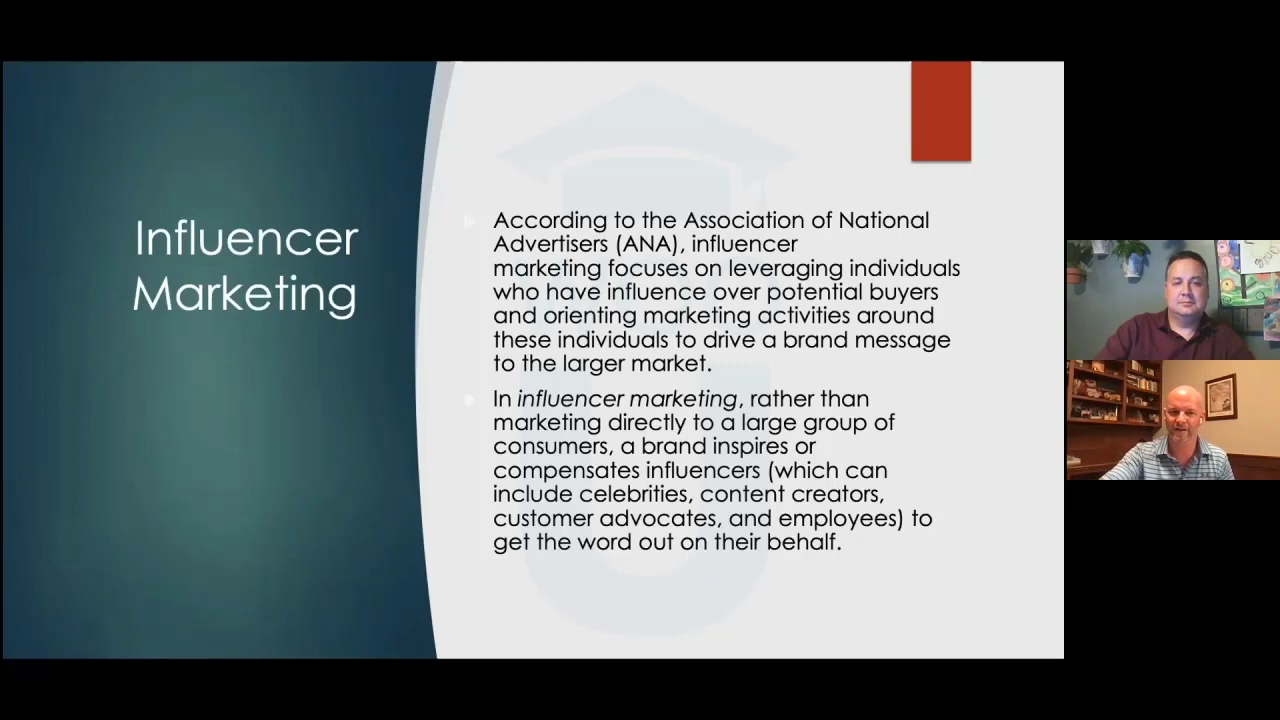 Influencer
Marketing
According to the Association of National
Advertisers (ANA), influencer
marketing focuses on leveraging individuals
who have influence over potential buyers
and orienting marketing activities around
these individuals to drive a brand message
to the larger market.
In influencer marketing, rather than
marketing directly to a large group of
consumers, a brand inspires or
compensates influencers (which can
include celebrities, content creators,
customer advocates, and employees) to
get the word out on their behalf.